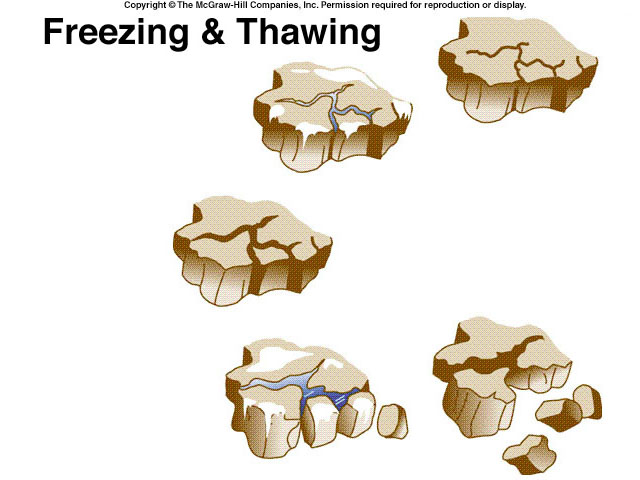 Copyright © The McGraw-Hill Companies, Inc. Permission required for reproduction or display.
Freezing & Thawing